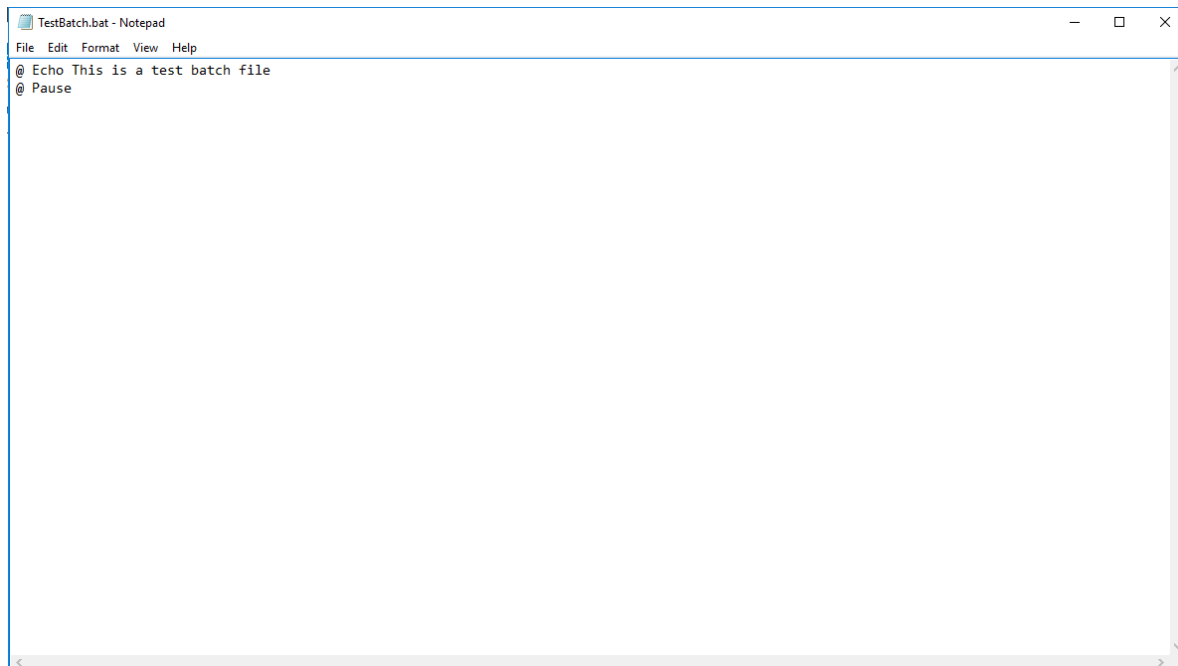 TestBatch.bat - Notepad
File Edit Format View Help
@ Echo This is a test batch file
@ Pause